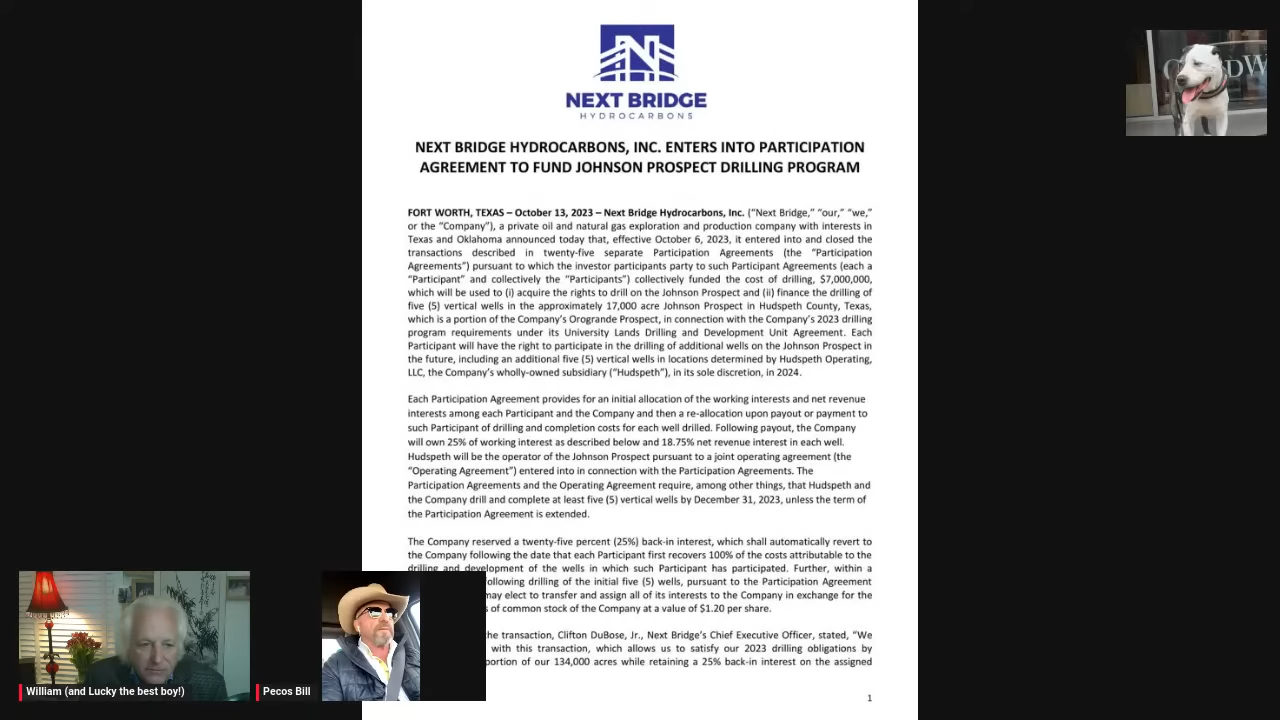 NEXT BRIDGE
HYDROCARBONS
NEXT BRIDGE HYDROCARBONS, INC. ENTERS INTO PARTICIPATION
AGREEMENT TO FUND JOHNSON PROSPECT DRILLING PROGRAM
FORT WORTH, TEXAS – October 13, 2023 – Next Bridge Hydrocarbons, Inc. (“Next Bridge,” “our,” “we,”
or the “Company”), a private oil and natural gas exploration and production company with interests in
Texas and Oklahoma announced today that, effective October 6, 2023, it entered into and closed the
transactions described in twenty-five separate Participation Agreements (the “Participation
Agreements”) pursuant to which the investor participants party to such Participant Agreements (each a
“Participant” and collectively the “Participants”) collectively funded the cost of drilling, $7,000,000,
which will be used to (i) acquire the rights to drill on the Johnson Prospect and (ii) finance the drilling of
five (5) vertical wells in the approximately 17,000 acre Johnson Prospect in Hudspeth County, Texas,
which is a portion of the Company’s Orogrande Prospect, in connection with the Company’s 2023 drilling
program requirements under its University Lands Drilling and Development Unit Agreement. Each
Participant will have the right to participate in the drilling of additional wells on the Johnson Prospect in
the future, including an additional five (5) vertical wells in locations determined by Hudspeth Operating,
LLC, the Company’s wholly-owned subsidiary (“Hudspeth”), in its sole discretion, in 2024.
Each Participation Agreement provides for an initial allocation of the working interests and net revenue
interests among each Participant and the Company and then a re-allocation upon payout or payment to
such Participant of drilling and completion costs for each well drilled. Following payout, the Company
will own 25% of working interest as described below and 18.75% net revenue interest in each well.
Hudspeth will be the operator of the Johnson Prospect pursuant to a joint operating agreement (the
“Operating Agreement”) entered into in connection with the Participation Agreements. The
Participation Agreements and the Operating Agreement require, among other things, that Hudspeth and
the Company drill and complete at least five (5) vertical wells by December 31, 2023, unless the term of
the Participation Agreement is extended.
The Company reserved a twenty-five percent (25%) back-in interest, which shall automatically revert to
the Company following the date that each Participant first recovers 100% of the costs attributable to the
drilling and development of the wells in which such Participant has participated. Further, within a
following drilling of the initial five (5) wells, pursuant to the Participation Agreement
may elect to transfer and assign all of its interests to the Company in exchange for the
s of common stock of the Company at a value of $1.20 per share.
the transaction, Clifton DuBose, Jr., Next Bridge’s Chief Executive Officer, stated, “We
with this transaction, which allows us to satisfy our 2023 drilling obligations by
portion of our 134,000 acres while retaining a 25% back-in interest on the assigned
1
William (and Lucky the best boy!)
Pecos Bill